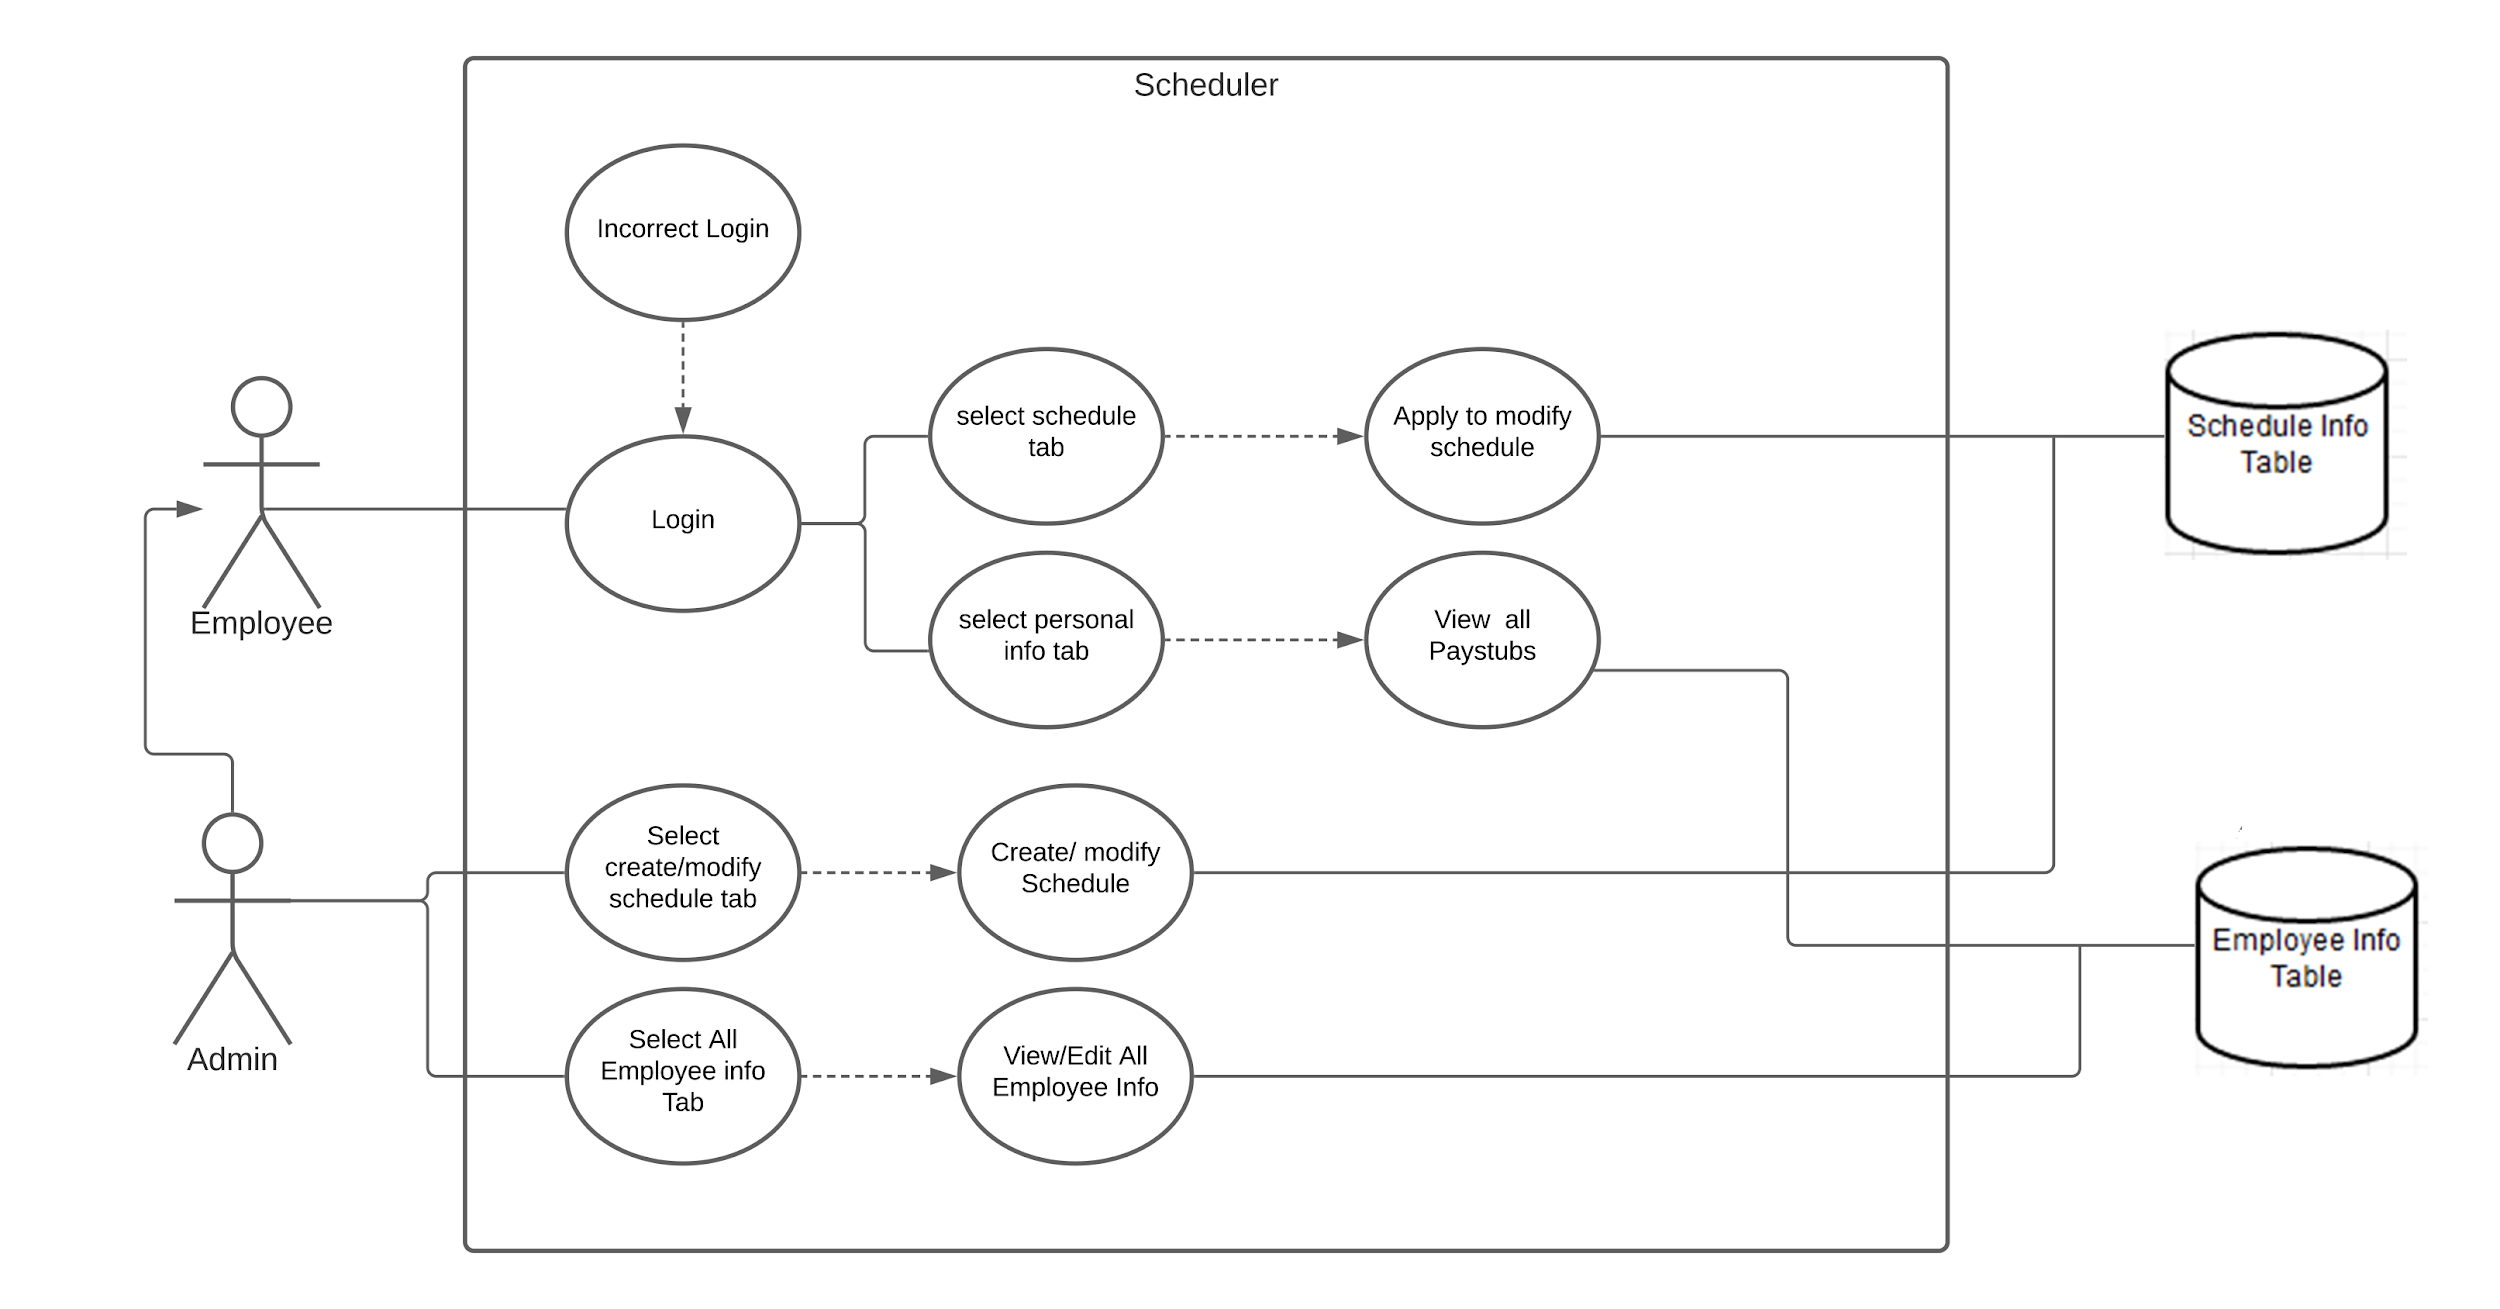 Scheduler
Incorrect Login
select schedule
tab
Apply to modify
schedule
Schedule Info
Table
Login
Employee
select personal
info tab
View  all
Paystubs
Select
create/modify
schedule tab
Create/ modify
Schedule
Employee Info
Table
Admin
Select All
Employee info
Tab
View/Edit All
Employee Info